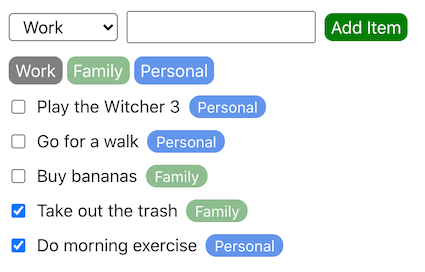 Work Add Item
Work Family Personal
Play the Witcher 3 Personal
Go for a walk Personal
Buy bananas Family
Take out the trash Family
Do morning exercise Personal